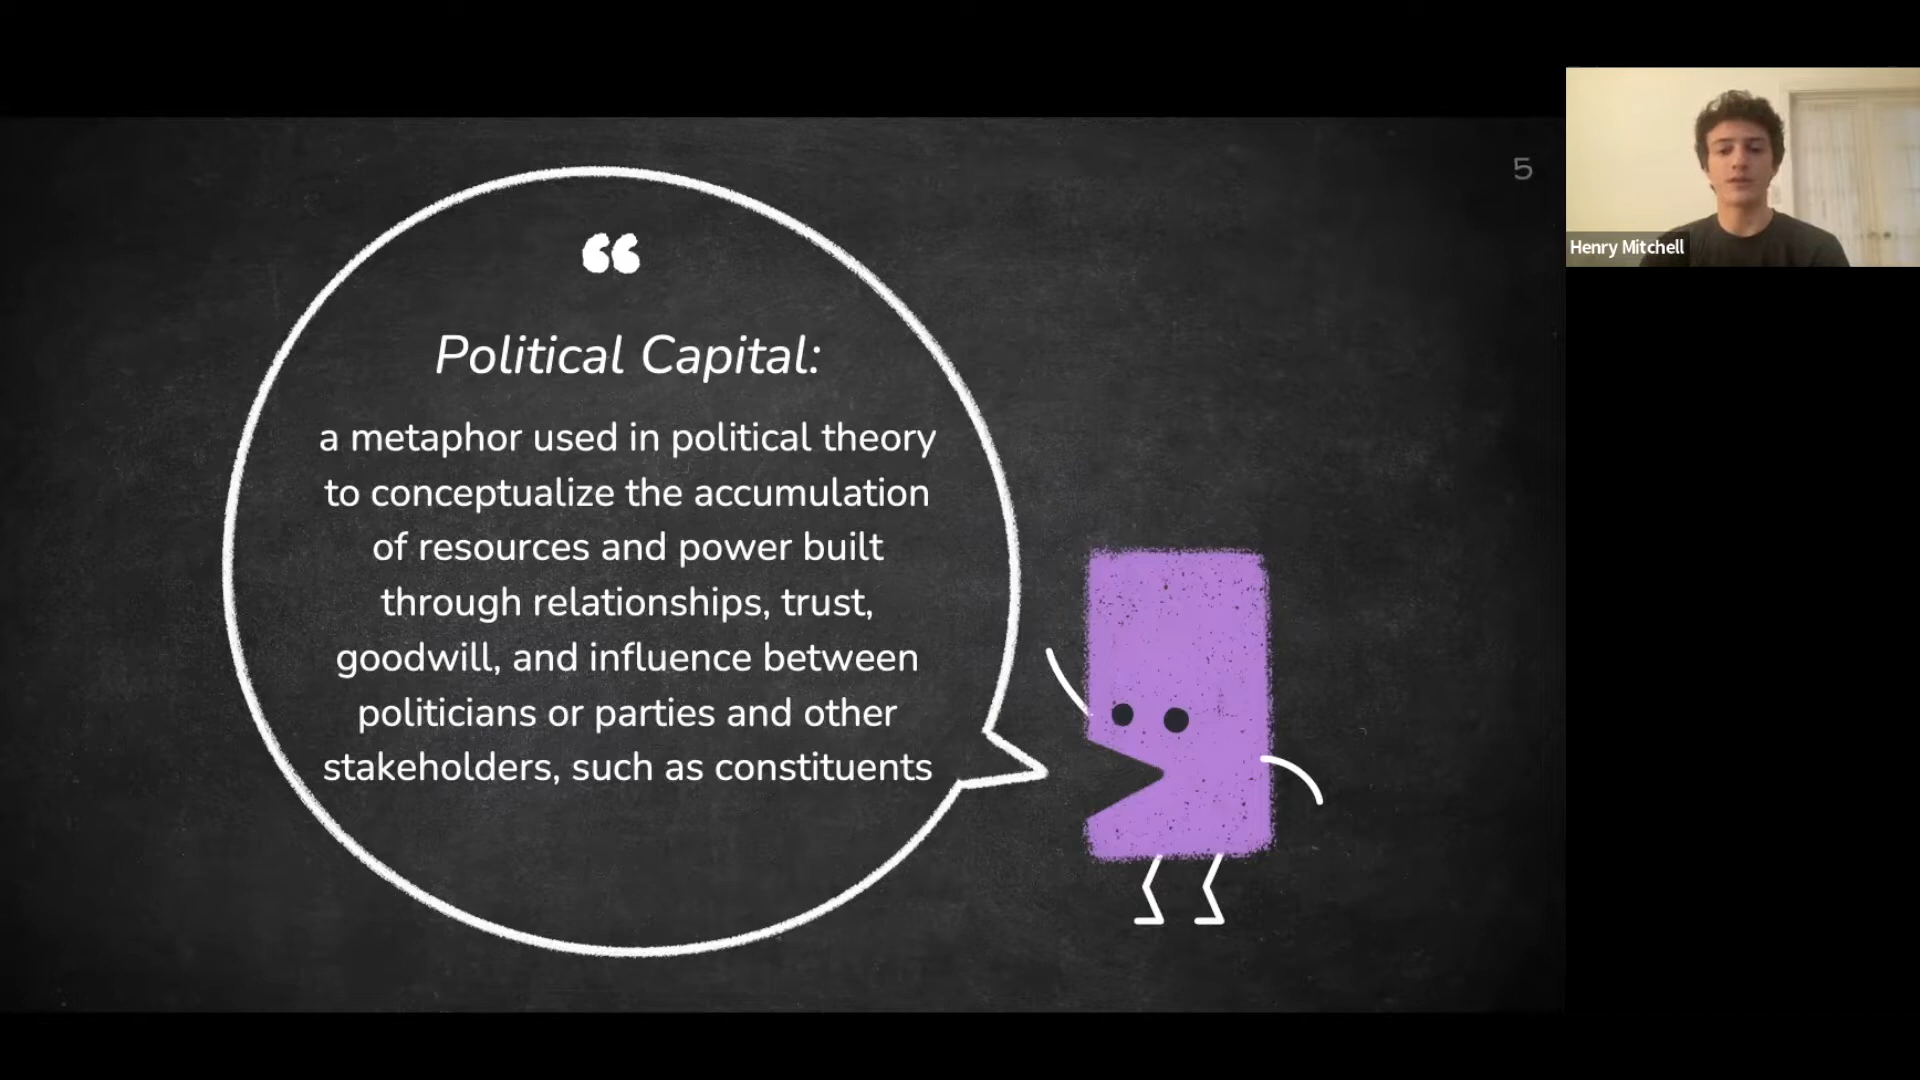 5
“
Political Capital:
a metaphor used in political theory
to conceptualize the accumulation
of resources and power built
through relationships, trust,
goodwill, and influence between
politicians or parties and other
stakeholders, such as constituents
Henry Mitchell